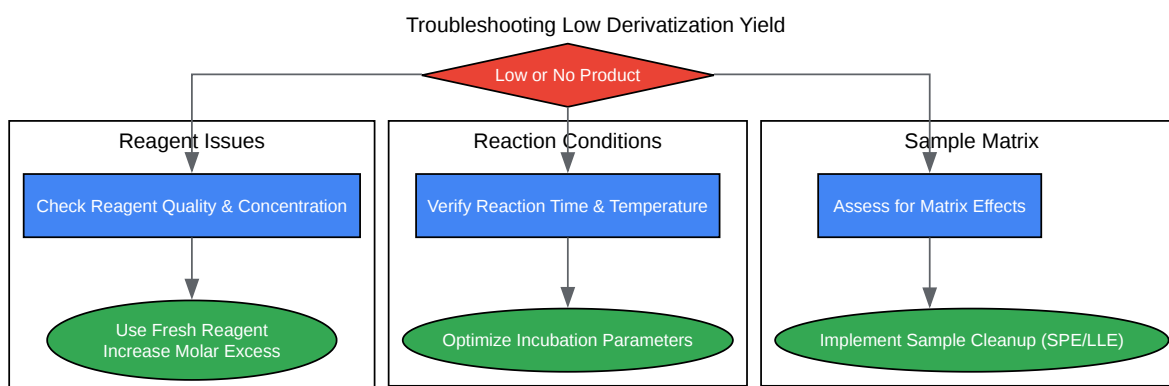 Troubleshooting Low Derivatization Yield
Low or No Product
Reagent Issues
Reaction Conditions
Sample Matrix
Check Reagent Quality & Concentration
Verify Reaction Time & Temperature
Assess for Matrix Effects
Use Fresh Reagent
Increase Molar Excess
Optimize Incubation Parameters
Implement Sample Cleanup (SPE/LLE)